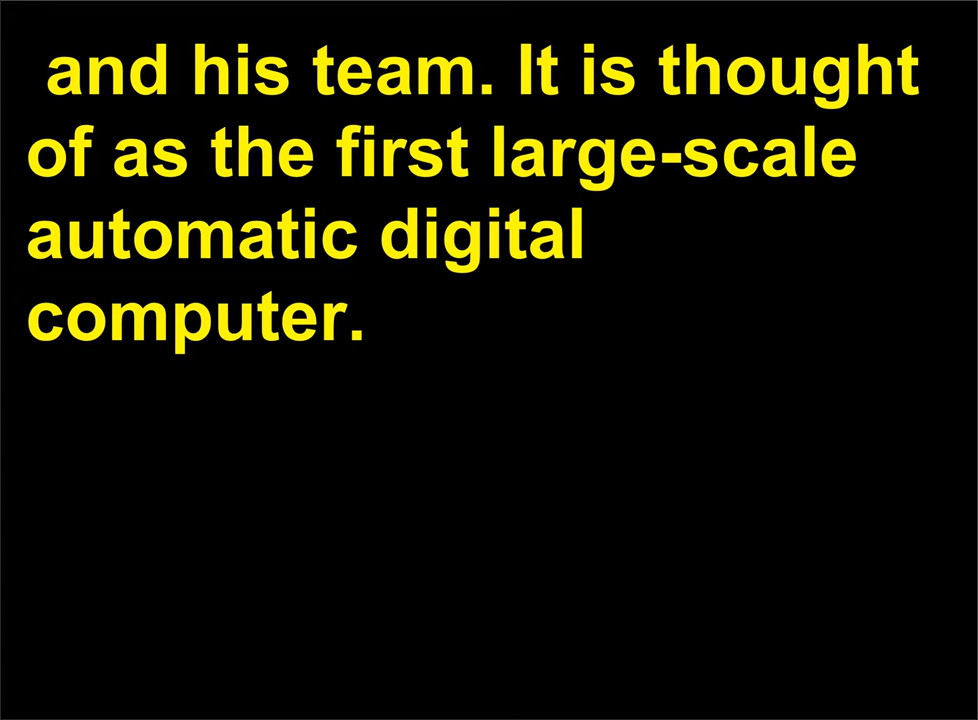 and his team. It is thought
of as the first large-scale
automatic digital
computer.